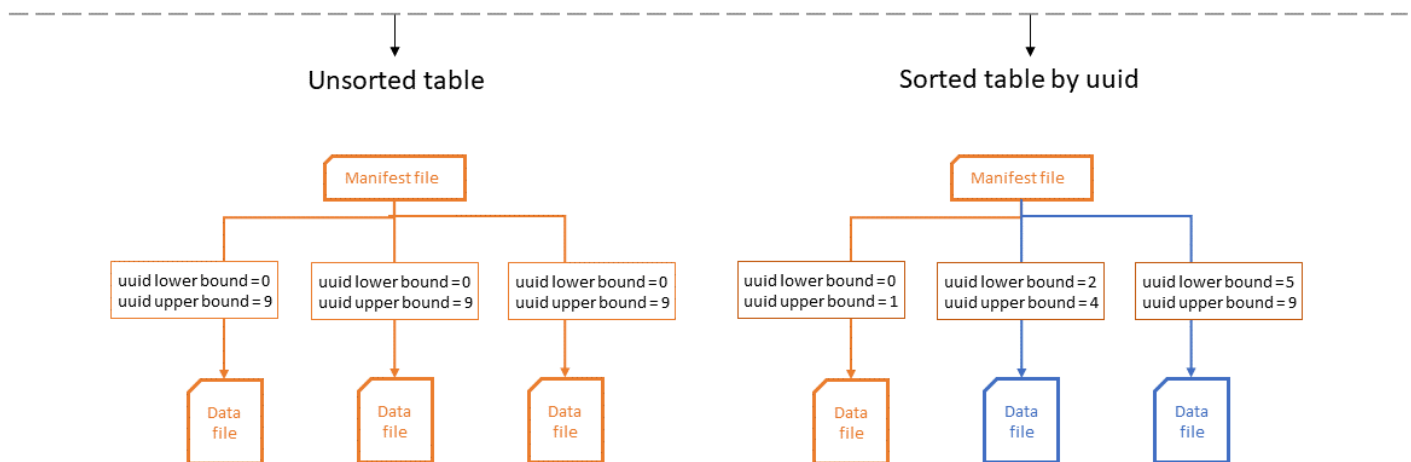 Unsorted table
Sorted table by uuid
Manifest file
Manifest file
uuid lower bound = 0
uuid upper bound = 9
uuid lower bound = 0
uuid upper bound = 9
uuid lower bound = 0
uuid upper bound = 9
uuid lower bound = 0
uuid upper bound = 1
uuid lower bound = 2
uuid upper bound = 4
uuid lower bound = 5
uuid upper bound = 9
Data
file
Data
file
Data
file
Data
file
Data
file
Data
file